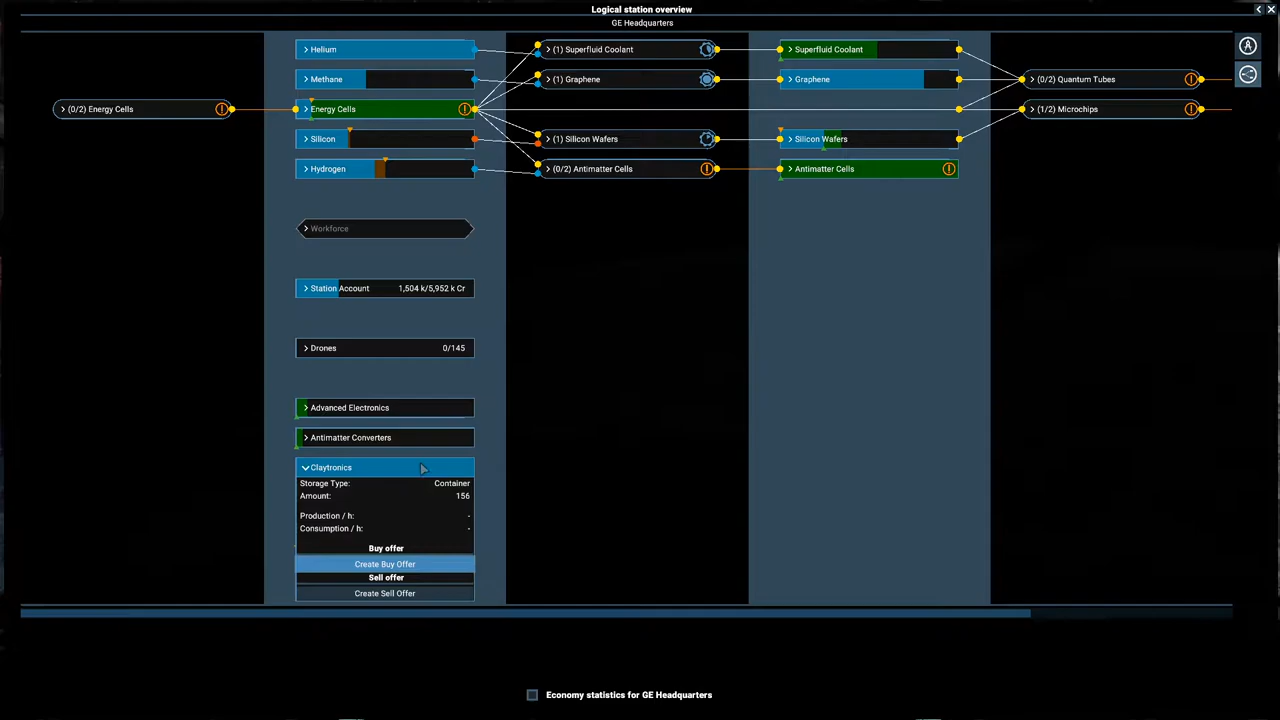 Logical station overview
GE Headquarters
Helium
(1) Superfluid Coolant
Superfluid Coolant
Methane
(1) Graphene
Graphene
(0/2) Quantum Tubes
(0/2) Energy Cells
Energy Cells
(1/2) Microchips
Silicon
(1) Silicon Wafers
Silicon Wafers
Hydrogen
(0/2) Antimatter Cells
Antimatter Cells
Workforce
Station Account 1,504 k/5,952 k Cr
Drones 0/145
Advanced Electronics
Antimatter Converters
Claytronics
Storage Type: Container
Amount: 156
Production / h: -
Consumption / h: -
Buy offer
Create Buy Offer
Sell offer
Create Sell Offer
Economy statistics for GE Headquarters